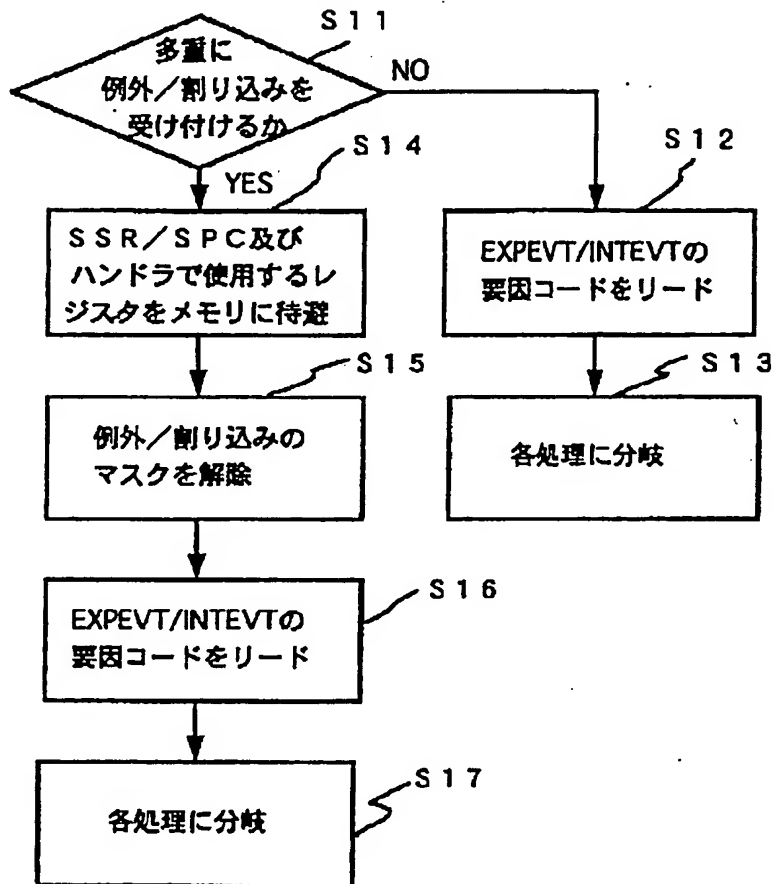 S11
多重に
例外／割り込みを
受け付けるか
NO
YES
S14
SSR／SPC及び
ハンドラで使用するレ
ジスタをメモリに待避
S12
EXPEVT/INTEVTの
要因コードをリード
S15
例外／割り込みの
マスクを解除
S13
各処理に分岐
S16
EXPEVT/INTEVTの
要因コードをリード
S17
各処理に分岐